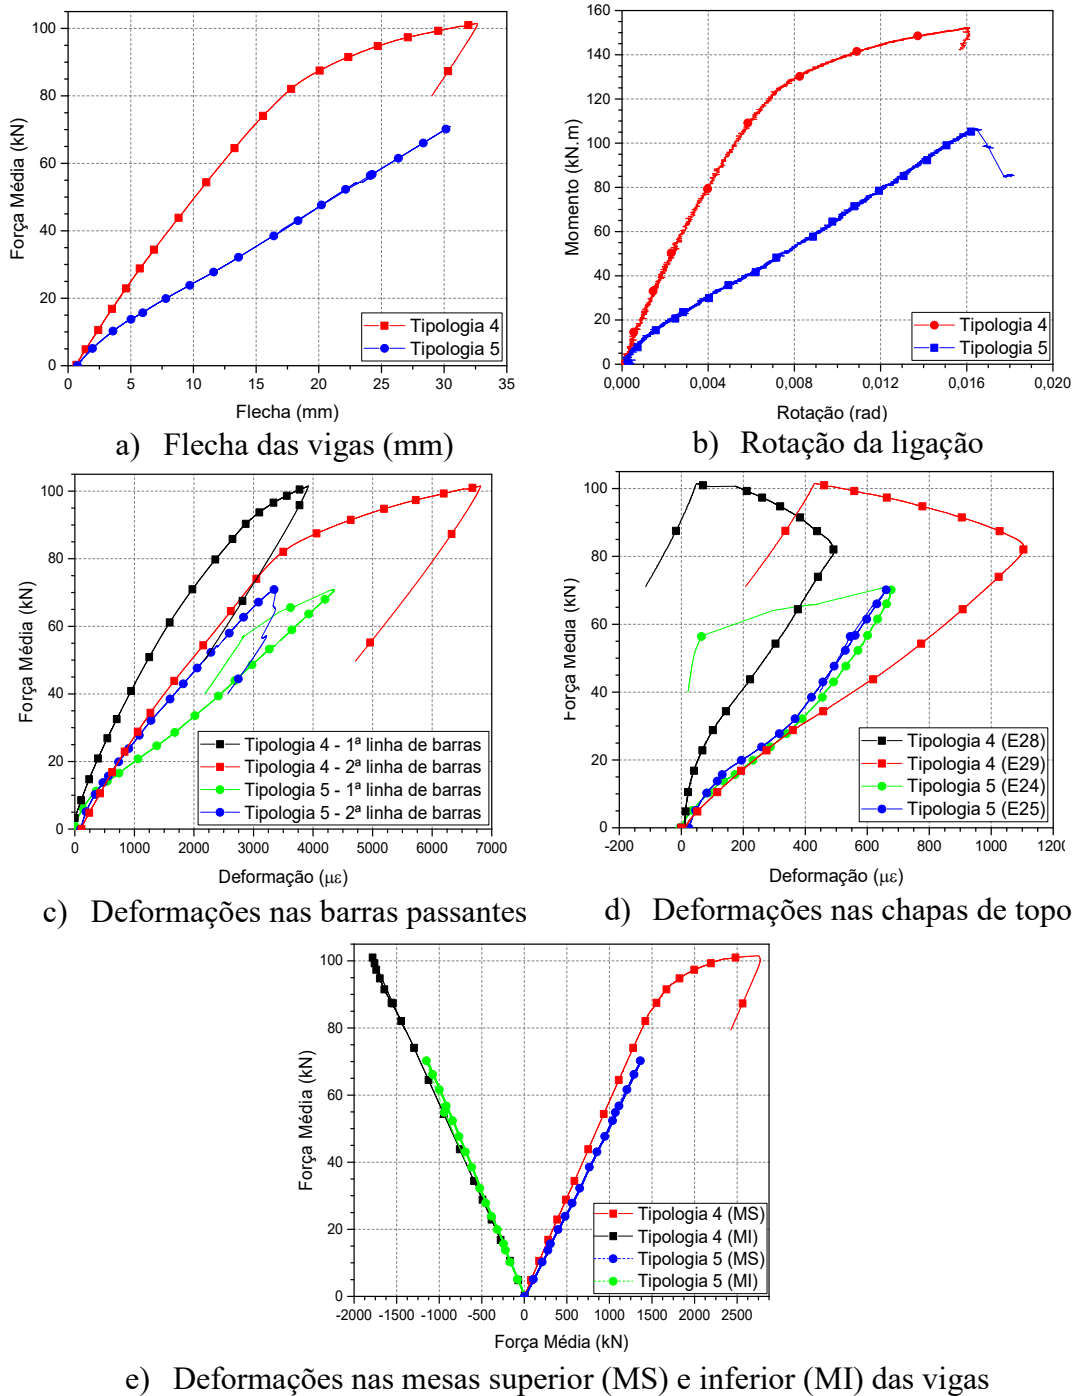 100
80
60
40
20
0
0
5
10
15
20
25
30
35
Força Média (kN)
Flecha (mm)
Tipologia 4
Tipologia 5
a) Flecha das vigas (mm)
160
140
120
100
80
60
40
20
0
0,000
0,004
0,008
0,012
0,016
0,020
Momento (kN.m)
Rotação (rad)
Tipologia 4
Tipologia 5
b) Rotação da ligação
100
80
60
40
20
0
0
1000
2000
3000
4000
5000
6000
7000
Força Média (kN)
Deformação (με)
Tipologia 4 - 1ª linha de barras
Tipologia 4 - 2ª linha de barras
Tipologia 5 - 1ª linha de barras
Tipologia 5 - 2ª linha de barras
c) Deformações nas barras passantes
100
80
60
40
20
0
-200
0
200
400
600
800
1000
1200
Força Média (kN)
Deformação (με)
Tipologia 4 (E28)
Tipologia 4 (E29)
Tipologia 5 (E24)
Tipologia 5 (E25)
d) Deformações nas chapas de topo
100
80
60
40
20
0
-2000
-1500
-1000
-500
0
500
1000
1500
2000
2500
Força Média (kN)
Força Média (kN)
Tipologia 4 (MS)
Tipologia 4 (MI)
Tipologia 5 (MS)
Tipologia 5 (MI)
e) Deformações nas mesas superior (MS) e inferior (MI) das vigas